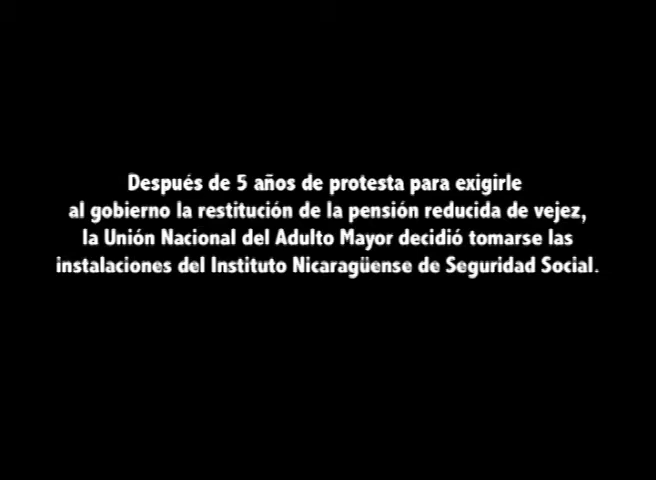 Después de 5 años de protesta para exigirle
al gobierno la restitución de la pensión reducida de vejez,
la Unión Nacional del Adulto Mayor decidió tomarse las
instalaciones del Instituto Nicaragüense de Seguridad Social.